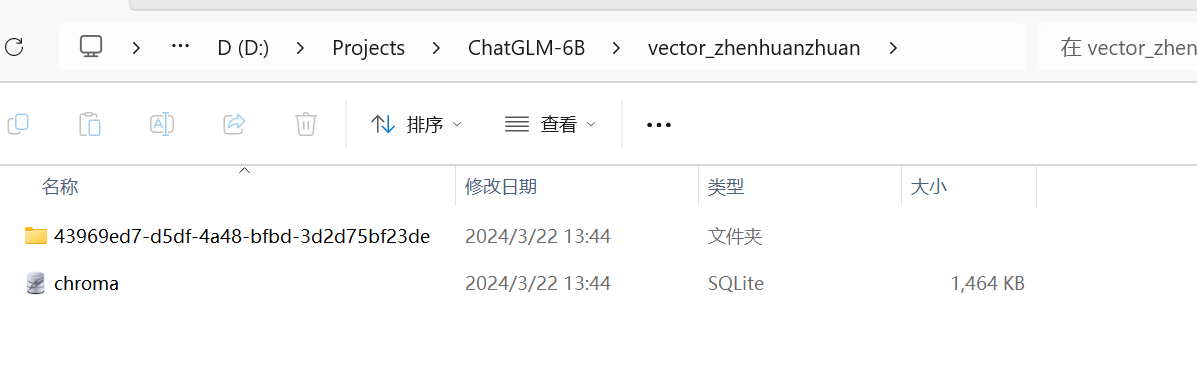 D (D:) Projects ChatGLM-6B vector_zhenhuanzhuan 在 vector_zhen
A 排序 查看
名称 修改日期 类型 大小
43969ed7-d5df-4a48-bfbd-3d2d75bf23de 2024/3/22 13:44 文件夹
chroma 2024/3/22 13:44 SQLite 1,464 KB